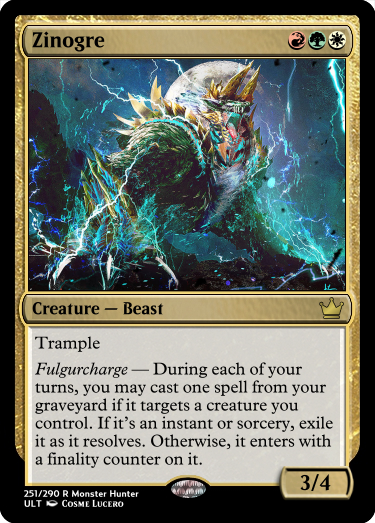 Zinogre
Creature — Beast
Trample
Fulgurcharge — During each of your
turns, you may cast one spell from your
graveyard if it targets a creature you
control. If it's an instant or sorcery, exile
it as it resolves. Otherwise, it enters with
a finality counter on it.
3/4
251/290 R Monster Hunter
ULT Cosme Lucero